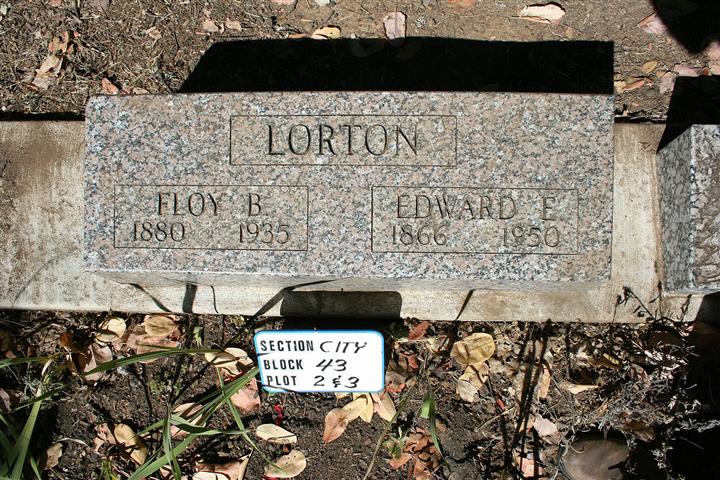 LORTON
FLOY B.
1880 1935
EDWARD E.
1866 1950
SECTION CITY
BLOCK 43
PLOT 2 & 3